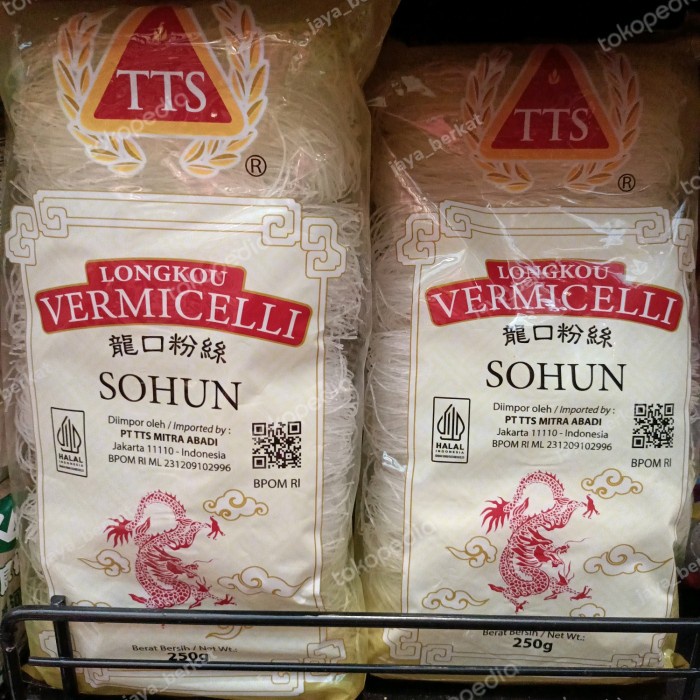 TTS
®
LONGKOU
VERMICELLI
龍口粉絲
SOHUN
Diimpor oleh / Imported by :
PT TTS MITRA ABADI
Jakarta 11110 - Indonesia
BPOM RI ML 231209102996
HALAL
INDONESIA
BPOM RI
Berat Bersih / Net Wt.:
250g
TTS
®
LONGKOU
VERMICELLI
龍口粉絲
SOHUN
Diimpor oleh / Imported by :
PT TTS MITRA ABADI
Jakarta 11110 - Indonesia
BPOM RI ML 231209102996
HALAL
INDONESIA
BPOM RI
Berat Bersih / Net Wt.:
250g
tokopedia
jaya_berkat